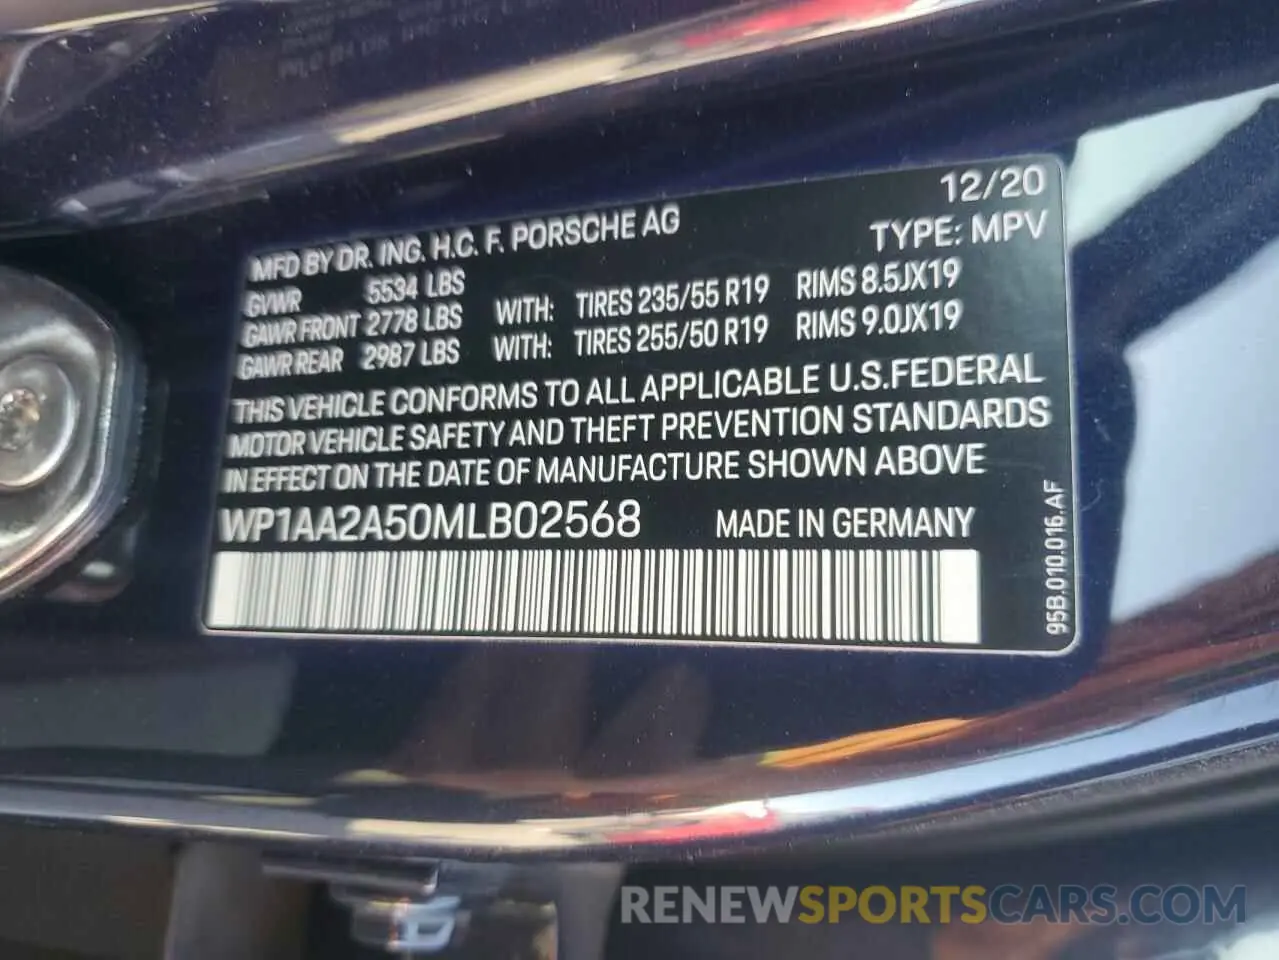 12/20
MFD BY DR. ING. H.C. F. PORSCHE AG TYPE: MPV
GVWR 5534 LBS
GAWR FRONT 2778 LBS WITH: TIRES 235/55 R19 RIMS 8.5JX19
GAWR REAR 2987 LBS WITH: TIRES 255/50 R19 RIMS 9.0JX19
THIS VEHICLE CONFORMS TO ALL APPLICABLE U.S.FEDERAL
MOTOR VEHICLE SAFETY AND THEFT PREVENTION STANDARDS
IN EFFECT ON THE DATE OF MANUFACTURE SHOWN ABOVE
WP1AA2A50MLB02568 MADE IN GERMANY
95B.010.016.AF
RENEWSPORTSCARS.COM